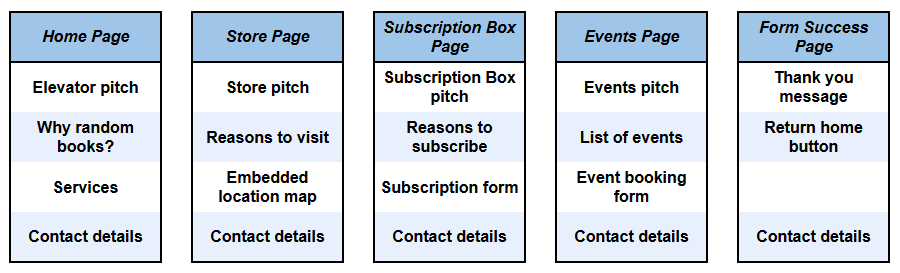 Home Page
Elevator pitch
Why random
books?
Services
Contact details
Store Page
Store pitch
Reasons to visit
Embedded
location map
Contact details
Subscription Box
Page
Subscription Box
pitch
Reasons to
subscribe
Subscription form
Contact details
Events Page
Events pitch
List of events
Event booking
form
Contact details
Form Success
Page
Thank you
message
Return home
button
Contact details